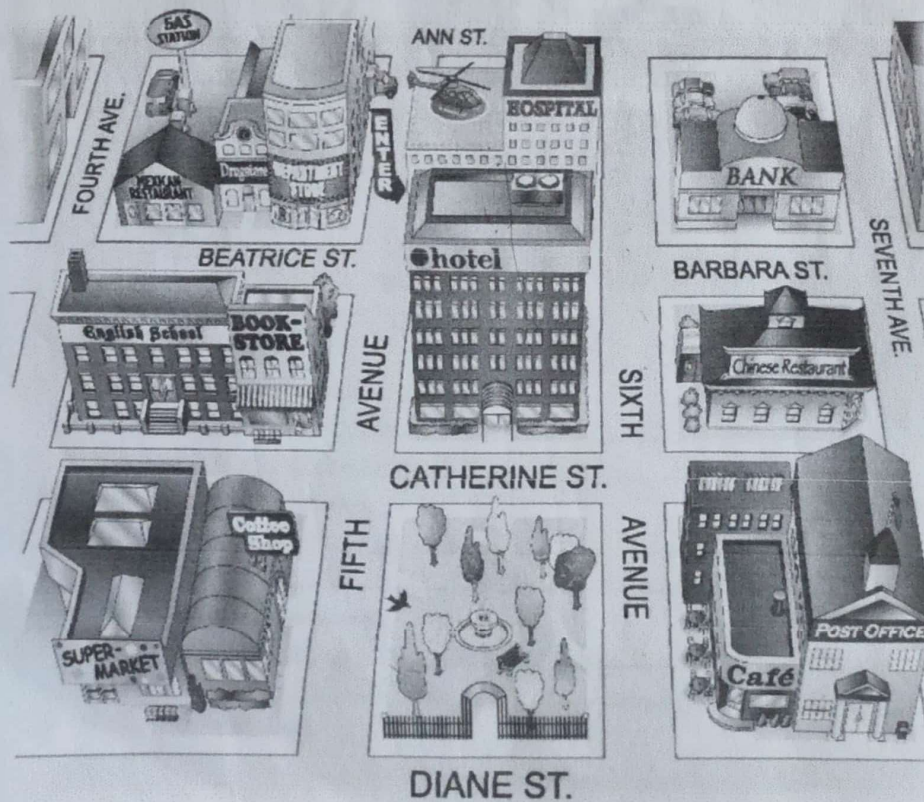 GAS
STATION
ANN ST.
FOURTH AVE.
HOSPITAL
ENTER
MEXICAN
RESTAURANT
Drugstore
DEPARTMENT
STORE
BANK
BEATRICE ST.
hotel
BARBARA ST.
SEVENTH AVE.
English School
BOOK-
STORE
AVENUE
SIXTH
Chinese Restaurant
CATHERINE ST.
Coffee
Shop
FIFTH
AVENUE
SUPER-
MARKET
POST OFFICE
Café
DIANE ST.